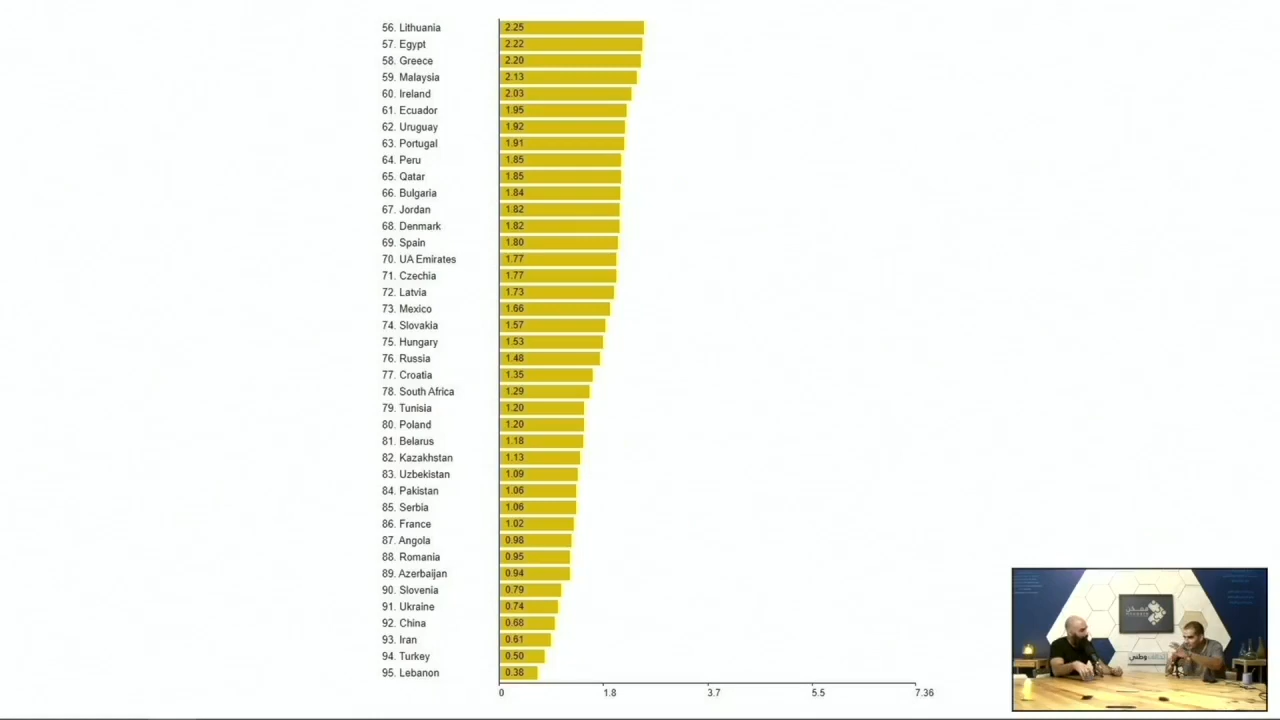 56. Lithuania 2.25
57. Egypt 2.22
58. Greece 2.20
59. Malaysia 2.13
60. Ireland 2.03
61. Ecuador 1.95
62. Uruguay 1.92
63. Portugal 1.91
64. Peru 1.85
65. Qatar 1.85
66. Bulgaria 1.84
67. Jordan 1.82
68. Denmark 1.82
69. Spain 1.80
70. UA Emirates 1.77
71. Czechia 1.77
72. Latvia 1.73
73. Mexico 1.66
74. Slovakia 1.57
75. Hungary 1.53
76. Russia 1.48
77. Croatia 1.35
78. South Africa 1.29
79. Tunisia 1.20
80. Poland 1.20
81. Belarus 1.18
82. Kazakhstan 1.13
83. Uzbekistan 1.09
84. Pakistan 1.06
85. Serbia 1.06
86. France 1.02
87. Angola 0.98
88. Romania 0.95
89. Azerbaijan 0.94
90. Slovenia 0.79
91. Ukraine 0.74
92. China 0.68
93. Iran 0.61
94. Turkey 0.50
95. Lebanon 0.38
0 1.8 3.7 5.5 7.36
وطني